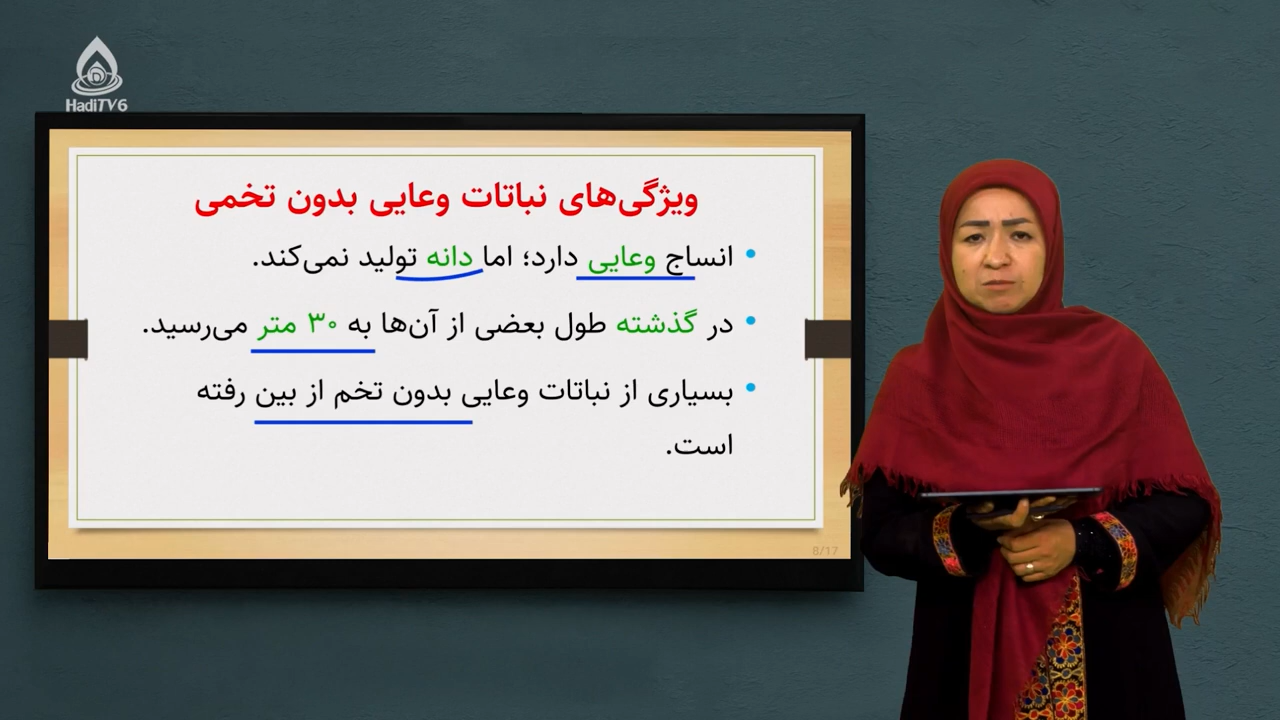 HadiTV6
ویژگی‌های نباتات وعایی بدون تخمی
• انساج وعایی دارد؛ اما دانه تولید نمی‌کند.
• در گذشته طول بعضی از آن‌ها به ۳۰ متر می‌رسید.
• بسیاری از نباتات وعایی بدون تخم از بین رفته
است.
8/17